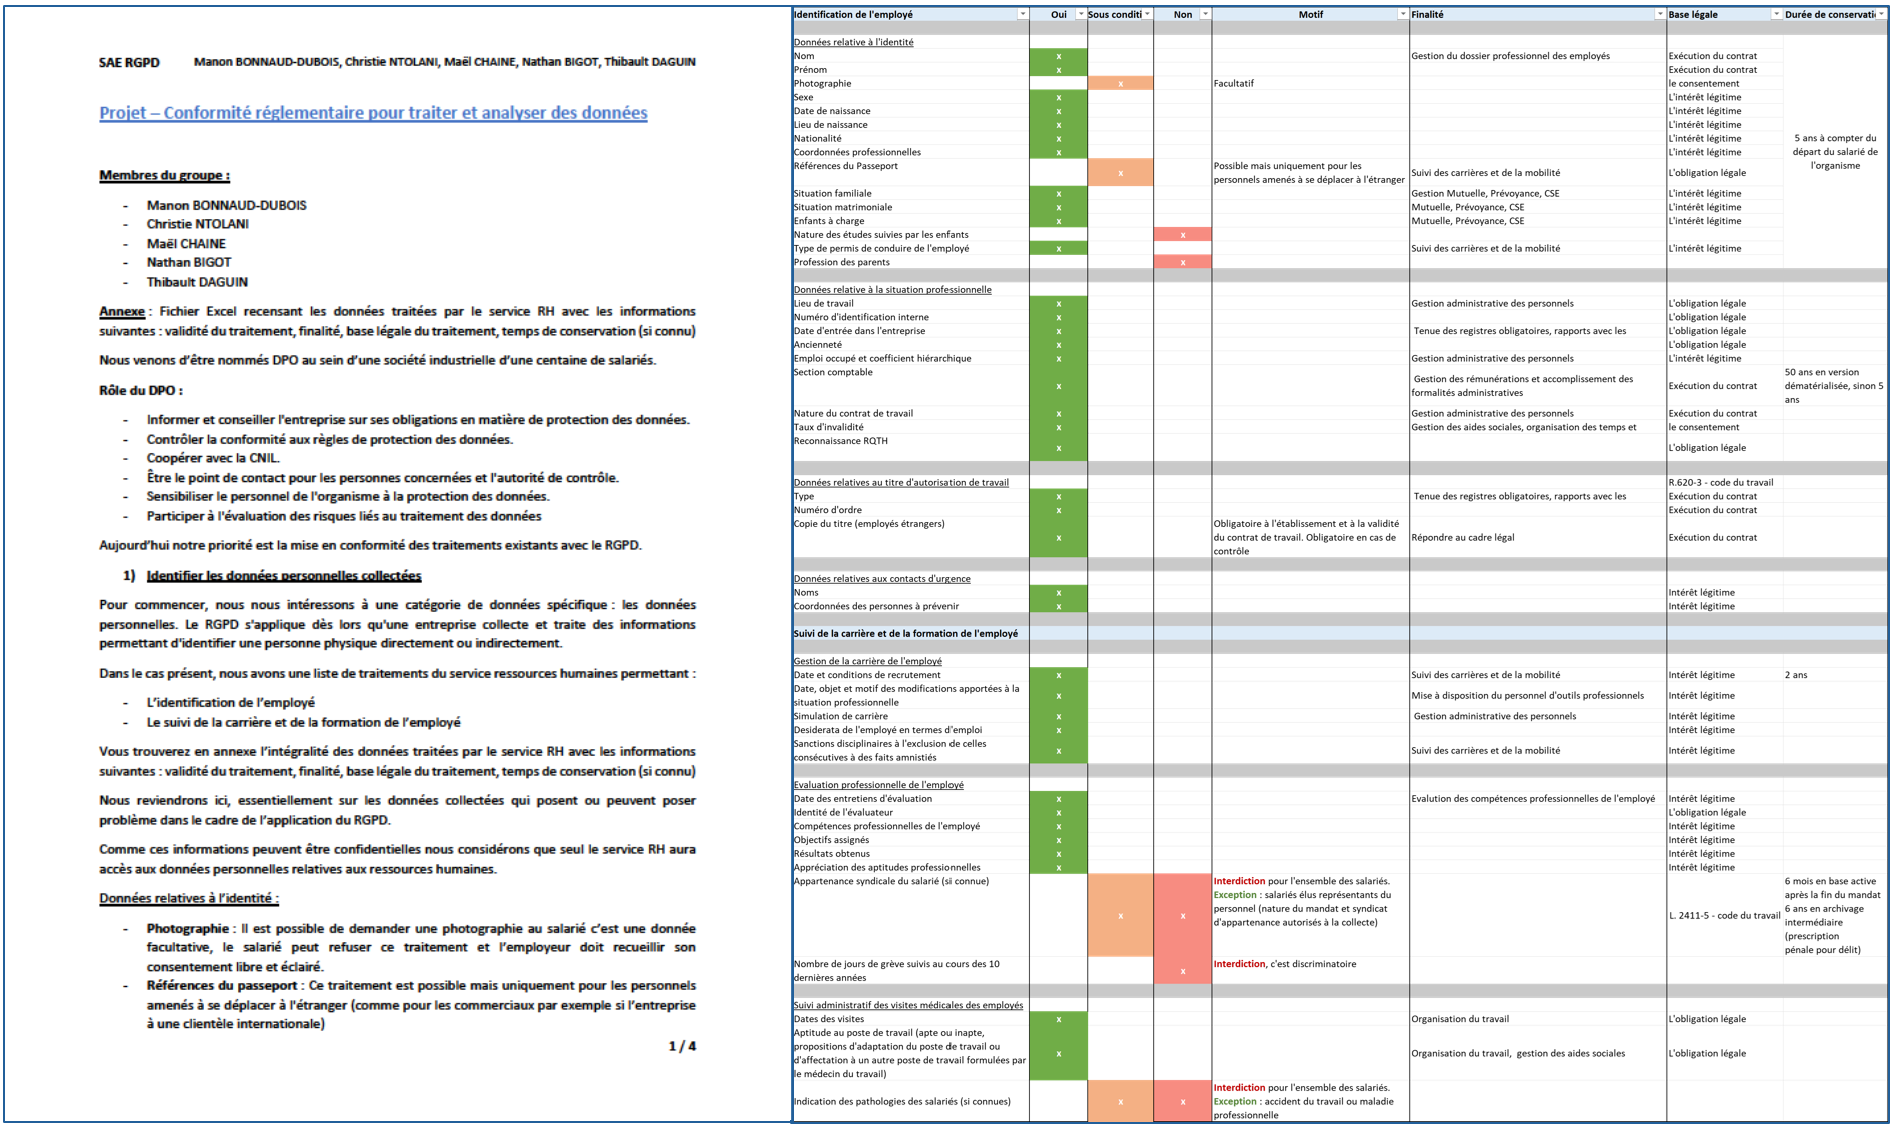 SAE RGPD Manon BONNAUD-DUBOIS, Christie NTOLANI, Maël CHAINE, Nathan BIGOT, Thibault DAGUIN
Projet – Conformité réglementaire pour traiter et analyser des données
Membres du groupe :
- Manon BONNAUD-DUBOIS
- Christie NTOLANI
- Maël CHAINE
- Nathan BIGOT
- Thibault DAGUIN
Annexe : Fichier Excel recensant les données traitées par le service RH avec les informations
suivantes : validité du traitement, finalité, base légale du traitement, temps de conservation (si connu)
Nous venons d'être nommés DPO au sein d'une société industrielle d'une centaine de salariés.
Rôle du DPO :
- Informer et conseiller l'entreprise sur ses obligations en matière de protection des données.
- Contrôler la conformité aux règles de protection des données.
- Coopérer avec la CNIL.
- Être le point de contact pour les personnes concernées et l'autorité de contrôle.
- Sensibiliser le personnel de l'organisme à la protection des données.
- Participer à l'évaluation des risques liés au traitement des données
Aujourd'hui notre priorité est la mise en conformité des traitements existants avec le RGPD.
1) Identifier les données personnelles collectées
Pour commencer, nous nous intéressons à une catégorie de données spécifique : les données
personnelles. Le RGPD s'applique dès lors qu'une entreprise collecte et traite des informations
permettant d'identifier une personne physique directement ou indirectement.
Dans le cas présent, nous avons une liste de traitements du service ressources humaines permettant :
- L'identification de l'employé
- Le suivi de la carrière et de la formation de l'employé
Vous trouverez en annexe l'intégralité des données traitées par le service RH avec les informations
suivantes : validité du traitement, finalité, base légale du traitement, temps de conservation (si connu)
Nous reviendrons ici, essentiellement sur les données collectées qui posent ou peuvent poser
problème dans le cadre de l'application du RGPD.
Comme ces informations peuvent être confidentielles nous considérons que seul le service RH aura
accès aux données personnelles relatives aux ressources humaines.
Données relatives à l'identité :
- Photographie : Il est possible de demander une photographie au salarié c'est une donnée
facultative, le salarié peut refuser ce traitement et l'employeur doit recueillir son
consentement libre et éclairé.
- Références du passeport : Ce traitement est possible mais uniquement pour les personnels
amenés à se déplacer à l'étranger (comme pour les commerciaux par exemple si l'entreprise
à une clientèle internationale)
1 / 4
Identification de l'employé Oui Sous conditi Non Motif Finalité Base légale Durée de conservati
Données relative à l'identité
Nom x Gestion du dossier professionnel des employés Exécution du contrat
Prénom x Exécution du contrat
Photographie x Facultatif le consentement
Sexe x L'intérêt légitime
Date de naissance x L'intérêt légitime
Lieu de naissance x L'intérêt légitime
Nationalité x L'intérêt légitime
Coordonnées professionnelles x L'intérêt légitime
5 ans à compter du
départ du salarié de
l'organisme
Références du Passeport x Possible mais uniquement pour les
personnels amenés à se déplacer à l'étranger Suivi des carrières et de la mobilité L'obligation légale
Situation familiale x Gestion Mutuelle, Prévoyance, CSE L'intérêt légitime
Situation matrimoniale x Mutuelle, Prévoyance, CSE L'intérêt légitime
Enfants à charge x Mutuelle, Prévoyance, CSE L'intérêt légitime
Nature des études suivies par les enfants x
Type de permis de conduire de l'employé x Suivi des carrières et de la mobilité L'intérêt légitime
Profession des parents x
Données relative à la situation professionnelle
Lieu de travail x Gestion administrative des personnels L'obligation légale
Numéro d'identification interne x L'obligation légale
Date d'entrée dans l'entreprise x Tenue des registres obligatoires, rapports avec les L'obligation légale
Ancienneté x L'obligation légale
Emploi occupé et coefficient hiérarchique x Gestion administrative des personnels L'intérêt légitime
Section comptable x Gestion des rémunérations et accomplissement des
formalités administratives Exécution du contrat
50 ans en version
dématérialisée, sinon 5
ans
Nature du contrat de travail x Gestion administrative des personnels Exécution du contrat
Taux d'invalidité x Gestion des aides sociales, organisation des temps et le consentement
Reconnaissance RQTH x L'obligation légale
Données relatives au titre d'autorisation de travail R.620-3 - code du travail
Type x Tenue des registres obligatoires, rapports avec les Exécution du contrat
Numéro d'ordre x Exécution du contrat
Copie du titre (employés étrangers) x Obligatoire à l'établissement et à la validité
du contrat de travail. Obligatoire en cas de
contrôle Répondre au cadre légal Exécution du contrat
Données relatives aux contacts d'urgence
Noms x Intérêt légitime
Coordonnées des personnes à prévenir x Intérêt légitime
Suivi de la carrière et de la formation de l'employé
Gestion de la carrière de l'employé
Date et conditions de recrutement x Suivi des carrières et de la mobilité Intérêt légitime 2 ans
Date, objet et motif des modifications apportées à la
situation professionnelle x Mise à disposition du personnel d'outils professionnels Intérêt légitime
Simulation de carrière x Gestion administrative des personnels Intérêt légitime
Desiderata de l'employé en termes d'emploi x Intérêt légitime
Sanctions disciplinaires à l'exclusion de celles
consécutives à des faits amnistiés x Suivi des carrières et de la mobilité Intérêt légitime
Evaluation professionnelle de l'employé
Date des entretiens d'évaluation x Evalution des compétences professionnelles de l'employé Intérêt légitime
Identité de l'évaluateur x L'obligation légale
Compétences professionnelles de l'employé x Intérêt légitime
Objectifs assignés x Intérêt légitime
Résultats obtenus x Intérêt légitime
Appréciation des aptitudes professionnelles x Intérêt légitime
Appartenance syndicale du salarié (si connue) x x Interdiction pour l'ensemble des salariés.
Exception : salariés élus représentants du
personnel (nature du mandat et syndicat
d'appartenance autorisés à la collecte)
L. 2411-5 - code du travail
6 mois en base active
après la fin du mandat
6 ans en archivage
intermédiaire
(prescription
pénale pour délit)
Nombre de jours de grève suivis au cours des 10
dernières années x Interdiction, c'est discriminatoire
Suivi administratif des visites médicales des employés
Dates des visites x Organisation du travail L'obligation légale
Aptitude au poste de travail (apte ou inapte,
propositions d'adaptation du poste de travail ou
d'affectation à un autre poste de travail formulées par
le médecin du travail) x Organisation du travail, gestion des aides sociales L'obligation légale
Indication des pathologies des salariés (si connues) x x Interdiction pour l'ensemble des salariés.
Exception : accident du travail ou maladie
professionnelle